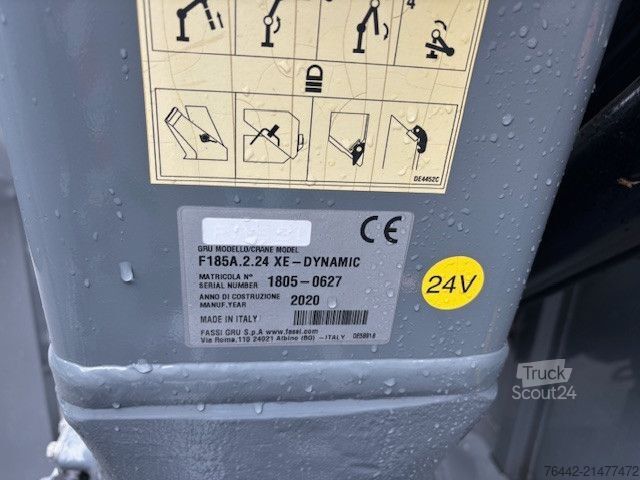 4
DE4452C
CE
GRU MODELLO/CRANE MODEL
F185A.2.24 XE-DYNAMIC
MATRICOLA N°
SERIAL NUMBER 1805-0627
ANNO DI COSTRUZIONE
MANUF.YEAR 2020
MADE IN ITALY
FASSI GRU S.p.A www.fassi.com
Via Roma,110 24021 Albino (BG) -ITALY
24V
Truck
Scout24
76442-21477472